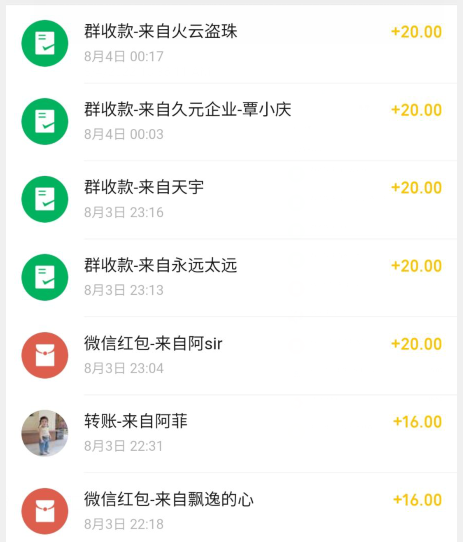 群收款-来自火云盗珠
+20.00
8月4日 00:17
群收款-来自久元企业-覃小庆
+20.00
8月4日 00:03
群收款-来自天宇
+20.00
8月3日 23:16
群收款-来自永远太远
+20.00
8月3日 23:13
微信红包-来自阿sir
+20.00
8月3日 23:04
转账-来自阿菲
+16.00
8月3日 22:31
微信红包-来自飘逸的心
+16.00
8月3日 22:18